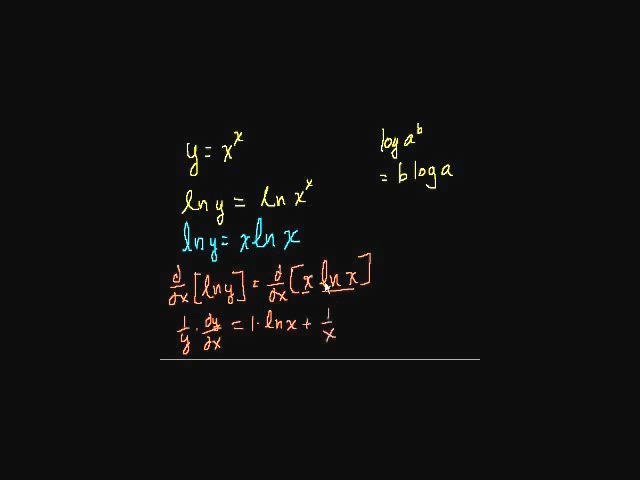 y = x^x
ln y = ln x^x
ln y = x ln x
d/dx [ln y] = d/dx [x ln x]
1/y · dy/dx = 1 · ln x + 1/x
log a^b
= b log a